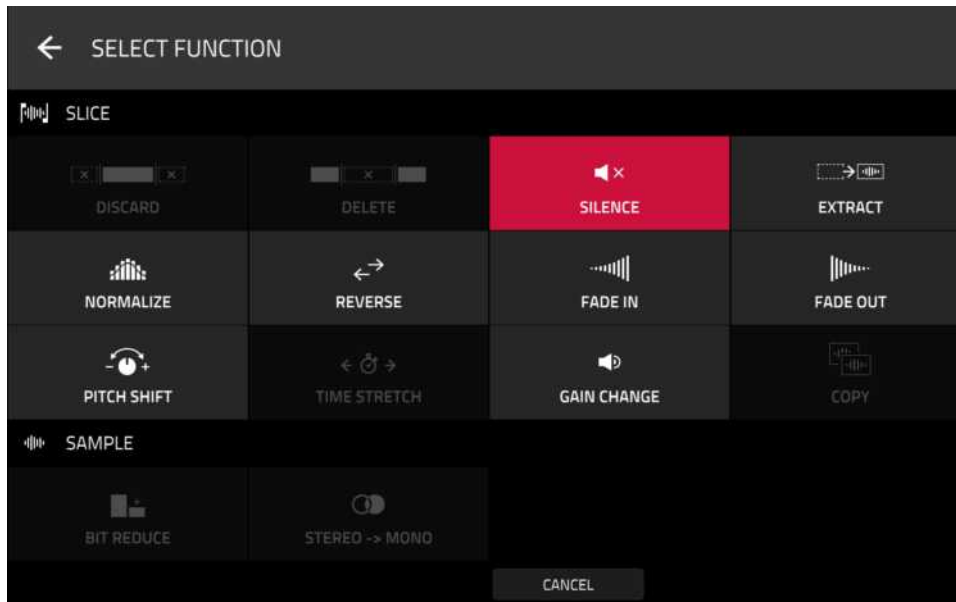 SELECT FUNCTION
SLICE
DISCARD DELETE SILENCE EXTRACT
NORMALIZE REVERSE FADE IN FADE OUT
PITCH SHIFT TIME STRETCH GAIN CHANGE COPY
SAMPLE
BIT REDUCE STEREO -> MONO
CANCEL